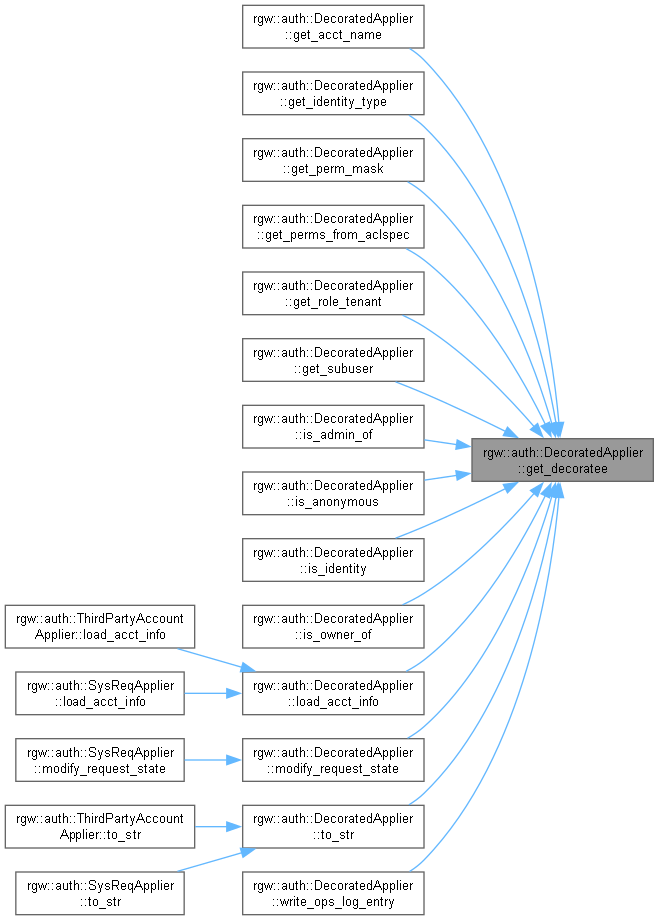 rgw::auth::DecoratedApplier
::get_acct_name
rgw::auth::DecoratedApplier
::get_identity_type
rgw::auth::DecoratedApplier
::get_perm_mask
rgw::auth::DecoratedApplier
::get_perms_from_aclspec
rgw::auth::DecoratedApplier
::get_role_tenant
rgw::auth::DecoratedApplier
::get_subuser
rgw::auth::DecoratedApplier
::is_admin_of
rgw::auth::DecoratedApplier
::get_decoratee
rgw::auth::DecoratedApplier
::is_anonymous
rgw::auth::DecoratedApplier
::is_identity
rgw::auth::ThirdPartyAccount
Applier::load_acct_info
rgw::auth::DecoratedApplier
::is_owner_of
rgw::auth::SysReqApplier
::load_acct_info
rgw::auth::DecoratedApplier
::load_acct_info
rgw::auth::SysReqApplier
::modify_request_state
rgw::auth::DecoratedApplier
::modify_request_state
rgw::auth::ThirdPartyAccount
Applier::to_str
rgw::auth::DecoratedApplier
::to_str
rgw::auth::SysReqApplier
::to_str
rgw::auth::DecoratedApplier
::write_ops_log_entry